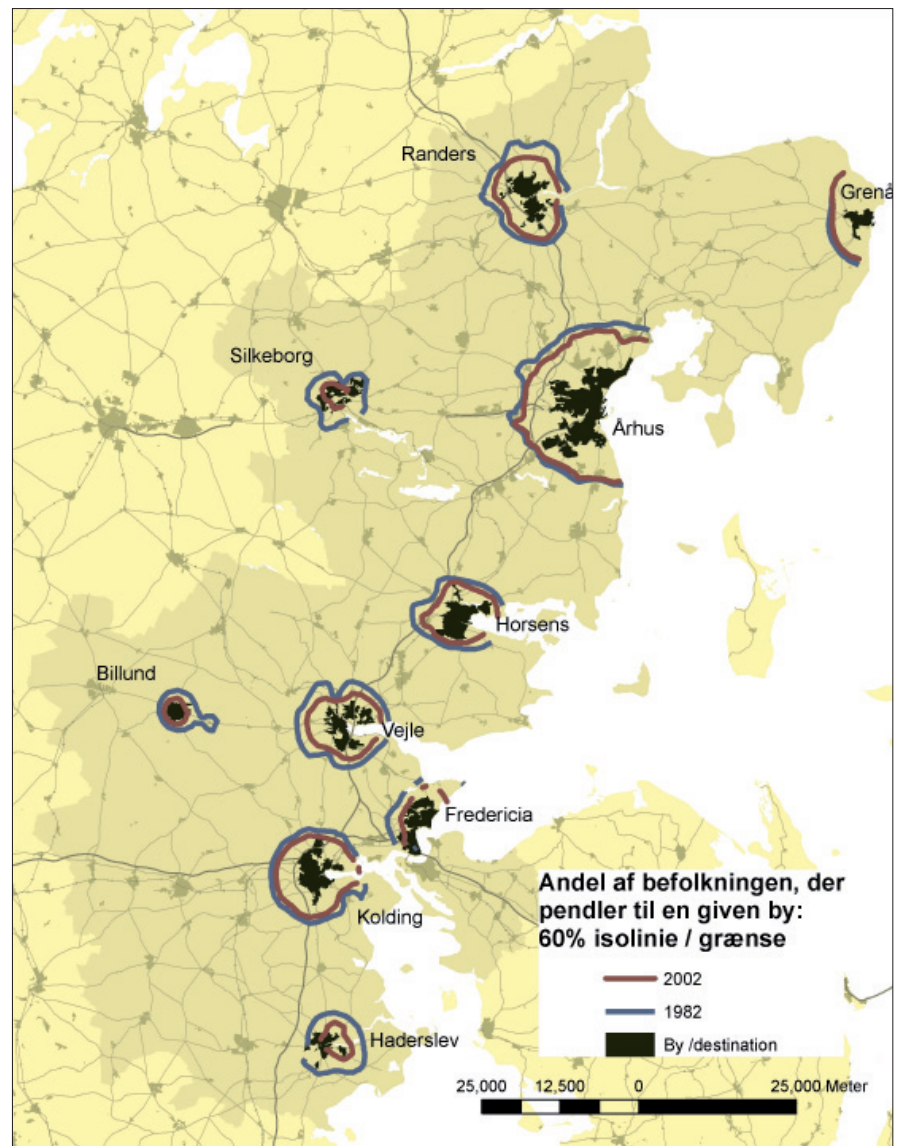 Randers
Grenå
Silkeborg
Århus
Horsens
Billund
Vejle
Fredericia
Kolding
Haderslev
Andel af befolkningen, der
pendler til en given by:
60% isolinie / grænse
2002
1982
By /destination
25,000 12,500 0 25,000 Meter